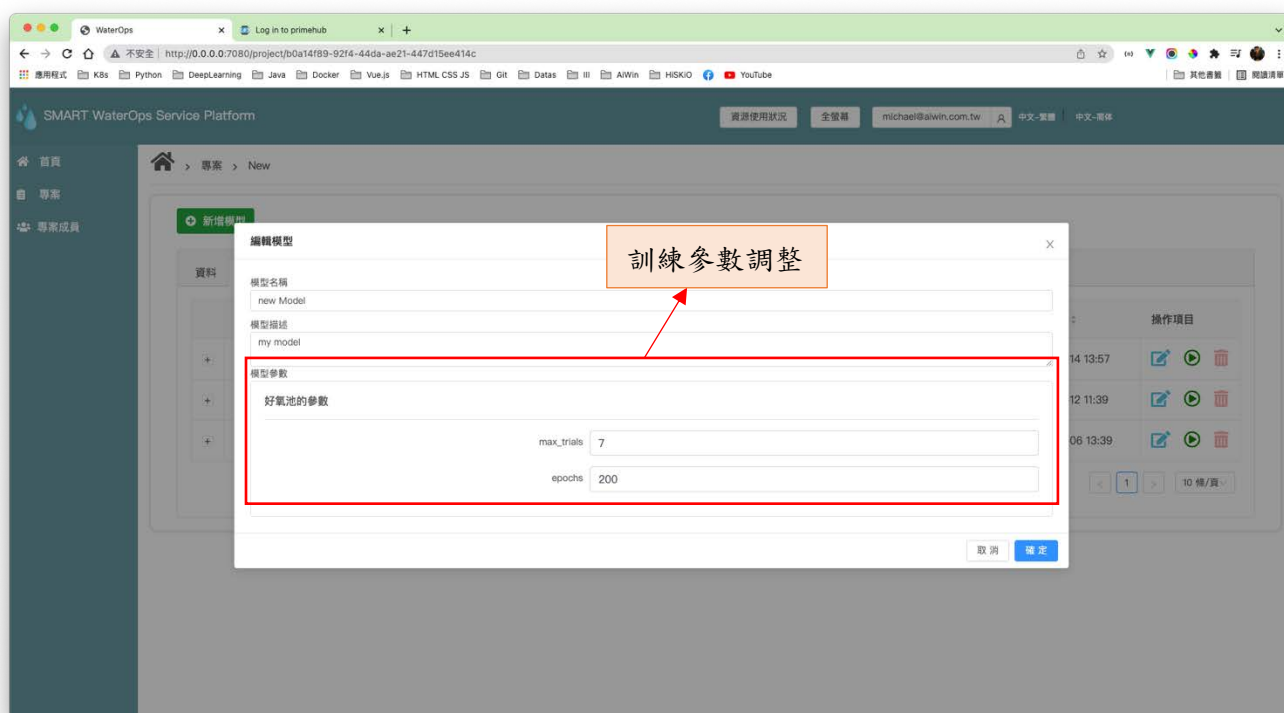 WaterOps
Log in to primehub
不安全 http://0.0.0.0:7080/project/b0a14f89-92f4-44da-ae21-447d15ee414c
應用程式 K8s Python DeepLearning Java Docker Vue.js HTML CSS JS Git Datas III AiWin HiSKIO YouTube 其他書籤 閱讀清單
SMART WaterOps Service Platform 資源使用狀況 全螢幕 michael@aiwin.com.tw 中文-繁體 中文-简体
首頁
專案
專案成員
> 專案 > New
新增模型
資料
編輯模型
訓練參數調整
模型名稱
new Model
模型描述
my model
模型參數
好氧池的參數
max_trials 7
epochs 200
取消 確定
操作項目
+ 14 13:57
+ 12 11:39
+ 06 13:39
< 1 > 10 條/頁